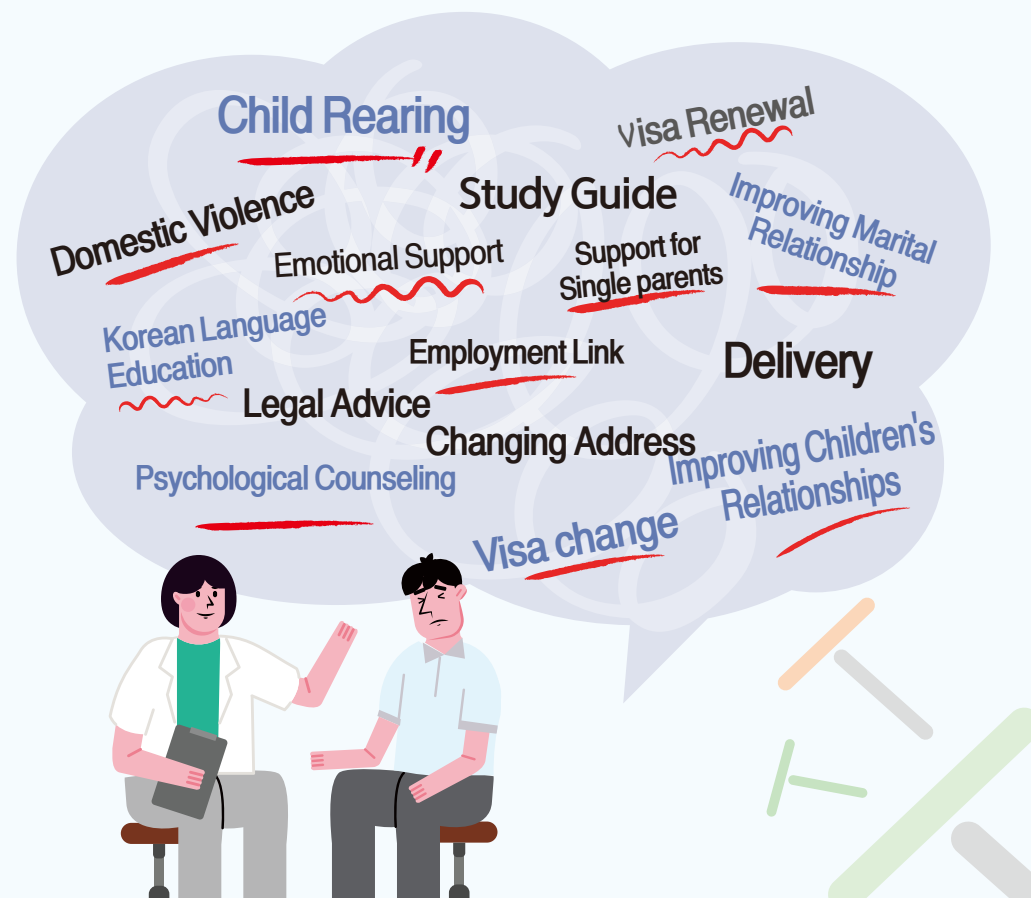 Child Rearing
Visa Renewal
Domestic Violence
Study Guide
Improving Marital
Relationship
Emotional Support
Support for
Single parents
Korean Language
Education
Employment Link
Delivery
Legal Advice
Changing Address
Improving Children's
Relationships
Psychological Counseling
Visa change